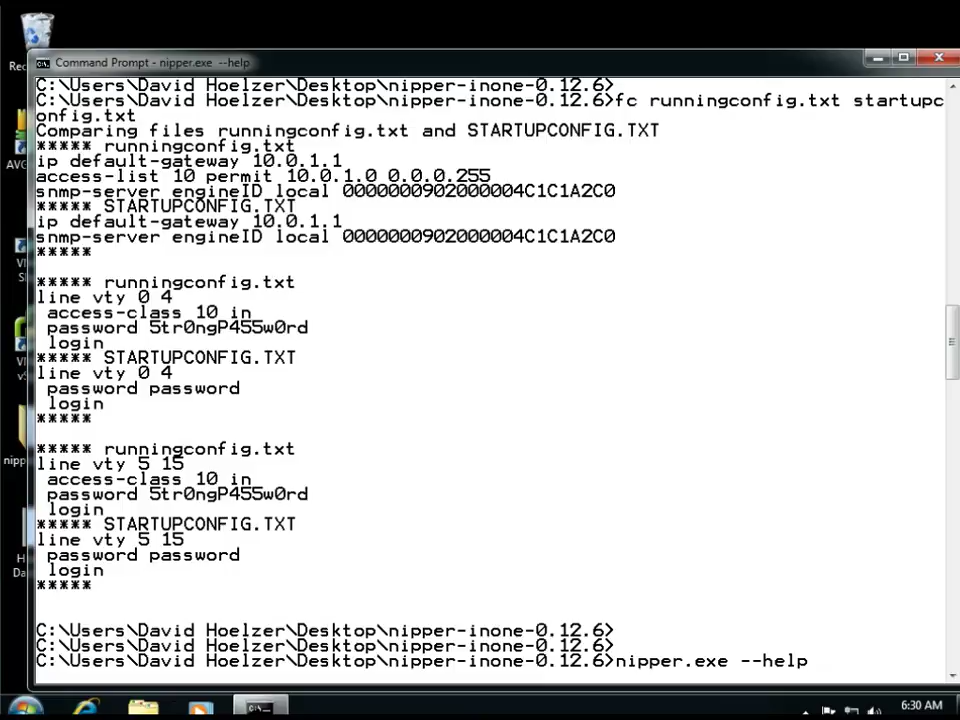 Rec
Command Prompt - nipper.exe --help
C:\Users\David Hoelzer\Desktop\nipper-inone-0.12.6>
C:\Users\David Hoelzer\Desktop\nipper-inone-0.12.6>fc runningconfig.txt startupc
onfig.txt
Comparing files runningconfig.txt and STARTUPCONFIG.TXT
***** runningconfig.txt
ip default-gateway 10.0.1.1
access-list 10 permit 10.0.1.0 0.0.0.255
snmp-server engineID local 0000000902000004C1C1A2C0
***** STARTUPCONFIG.TXT
ip default-gateway 10.0.1.1
snmp-server engineID local 0000000902000004C1C1A2C0
*****
***** runningconfig.txt
line vty 0 4
access-class 10 in
password 5tr0ngP455w0rd
login
***** STARTUPCONFIG.TXT
line vty 0 4
password password
login
*****
***** runningconfig.txt
line vty 5 15
access-class 10 in
password 5tr0ngP455w0rd
login
***** STARTUPCONFIG.TXT
line vty 5 15
password password
login
*****
C:\Users\David Hoelzer\Desktop\nipper-inone-0.12.6>
C:\Users\David Hoelzer\Desktop\nipper-inone-0.12.6>
C:\Users\David Hoelzer\Desktop\nipper-inone-0.12.6>nipper.exe --help
AVG
nipp
Da
6:30 AM